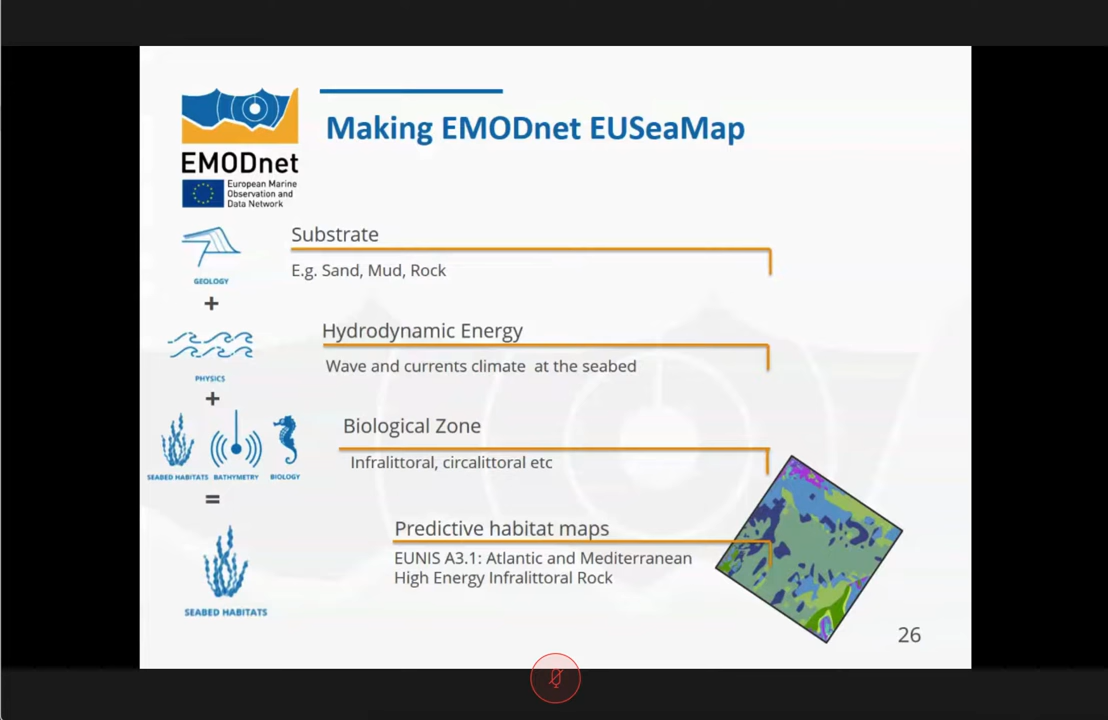 Making EMODnet EUSeaMap
EMODnet
European Marine
Observation and
Data Network
Substrate
E.g. Sand, Mud, Rock
GEOLOGY
+
Hydrodynamic Energy
Wave and currents climate at the seabed
PHYSICS
+
Biological Zone
Infralittoral, circalittoral etc
SEABED HABITATS BATHYMETRY BIOLOGY
=
Predictive habitat maps
EUNIS A3.1: Atlantic and Mediterranean
High Energy Infralittoral Rock
SEABED HABITATS
26